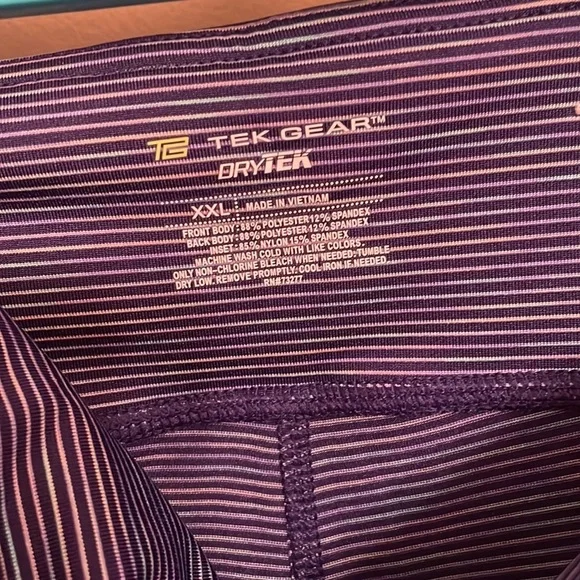 TG TEK GEAR™
DRYTEK
XXL MADE IN VIETNAM
FRONT BODY: 88% POLYESTER 12% SPANDEX
BACK BODY: 88% POLYESTER 12% SPANDEX
INSET: 85% NYLON 15% SPANDEX
MACHINE WASH COLD WITH LIKE COLORS.
ONLY NON-CHLORINE BLEACH WHEN NEEDED: TUMBLE
DRY LOW. REMOVE PROMPTLY. COOL IRON IF NEEDED.
RN#73277